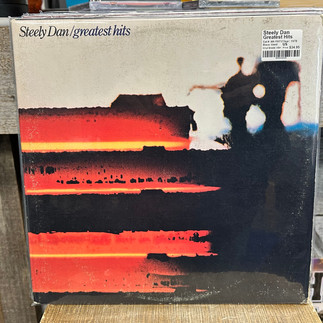 Steely Dan/greatest hits
Steely Dan
Greatest Hits